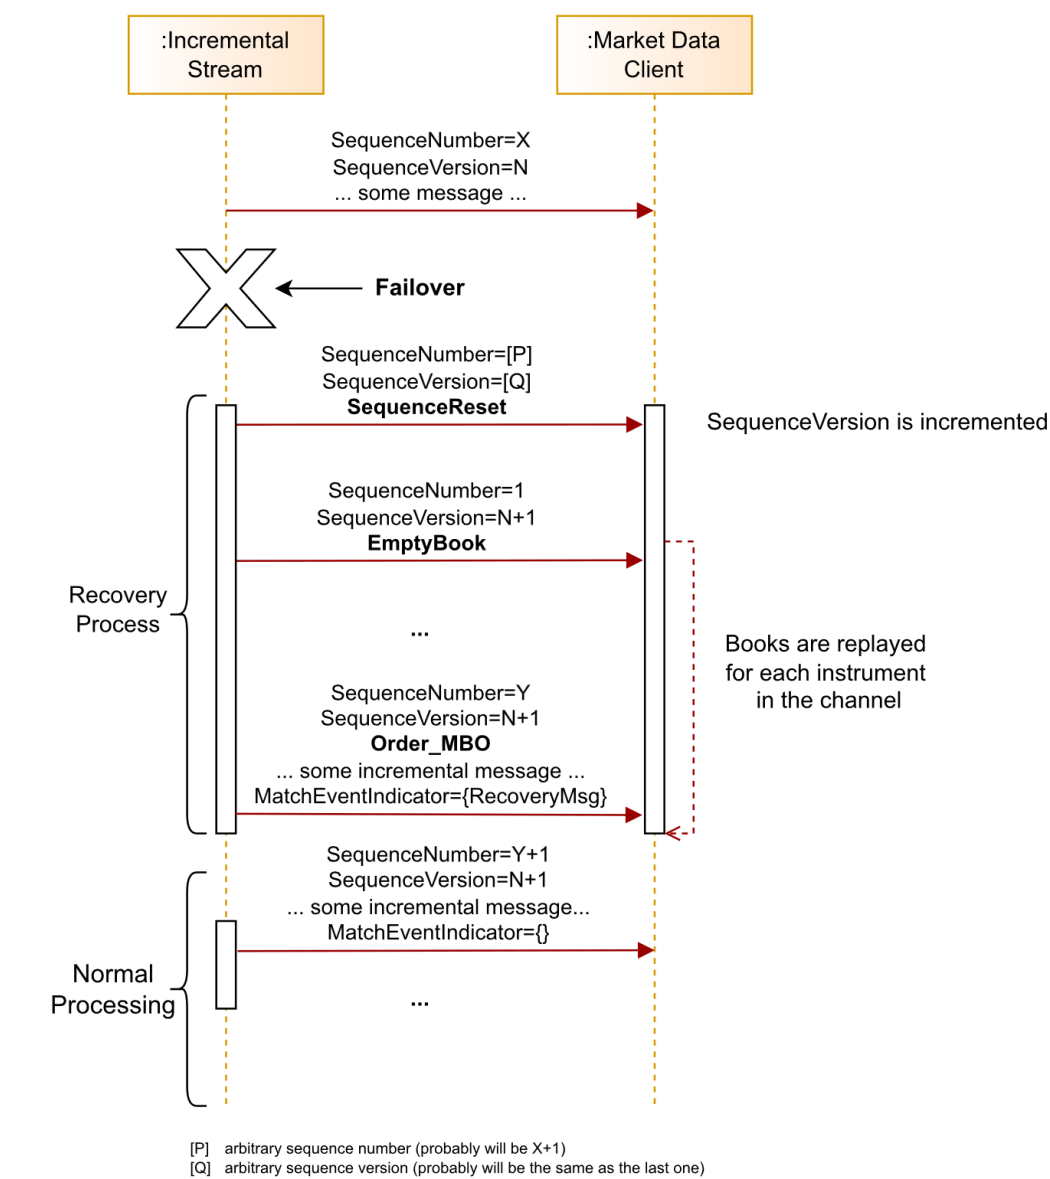 :Incremental
Stream
:Market Data
Client
SequenceNumber=X
SequenceVersion=N
... some message ...
Failover
SequenceNumber=[P]
SequenceVersion=[Q]
SequenceReset
SequenceVersion is incremented
SequenceNumber=1
SequenceVersion=N+1
EmptyBook
Recovery
Process
...
Books are replayed
for each instrument
in the channel
SequenceNumber=Y
SequenceVersion=N+1
Order_MBO
... some incremental message ...
MatchEventIndicator={RecoveryMsg}
SequenceNumber=Y+1
SequenceVersion=N+1
... some incremental message...
MatchEventIndicator={}
Normal
Processing
...
[P] arbitrary sequence number (probably will be X+1)
[Q] arbitrary sequence version (probably will be the same as the last one)